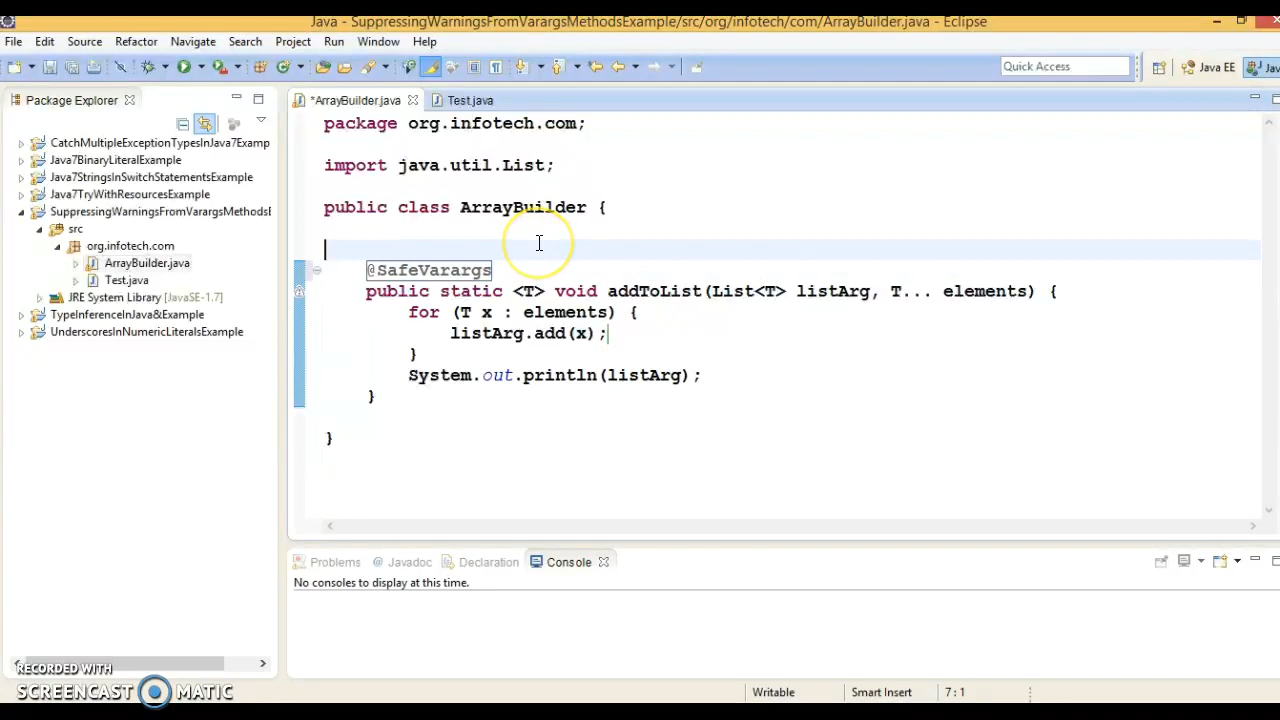 Java - SuppressingWarningsFromVarargsMethodsExample/src/org/infotech/com/ArrayBuilder.java - Eclipse
File Edit Source Refactor Navigate Search Project Run Window Help
Quick Access
Java EE
Jav
Package Explorer
*ArrayBuilder.java Test.java
CatchMultipleExceptionTypesInJava7Examp
Java7BinaryLiteralExample
Java7StringsInSwitchStatementsExample
Java7TryWithResourcesExample
SuppressingWarningsFromVarargsMethodsE
src
org.infotech.com
ArrayBuilder.java
Test.java
JRE System Library [JavaSE-1.7]
TypeInferenceInJava&Example
UnderscoresInNumericLiteralsExample
package org.infotech.com;
import java.util.List;
public class ArrayBuilder {
@SafeVarargs
public static <T> void addToList(List<T> listArg, T... elements) {
for (T x : elements) {
listArg.add(x);
}
System.out.println(listArg);
}
}
Problems @ Javadoc Declaration Console
No consoles to display at this time.
RECORDED WITH
SCREENCAST MATIC
Writable Smart Insert 7 : 1